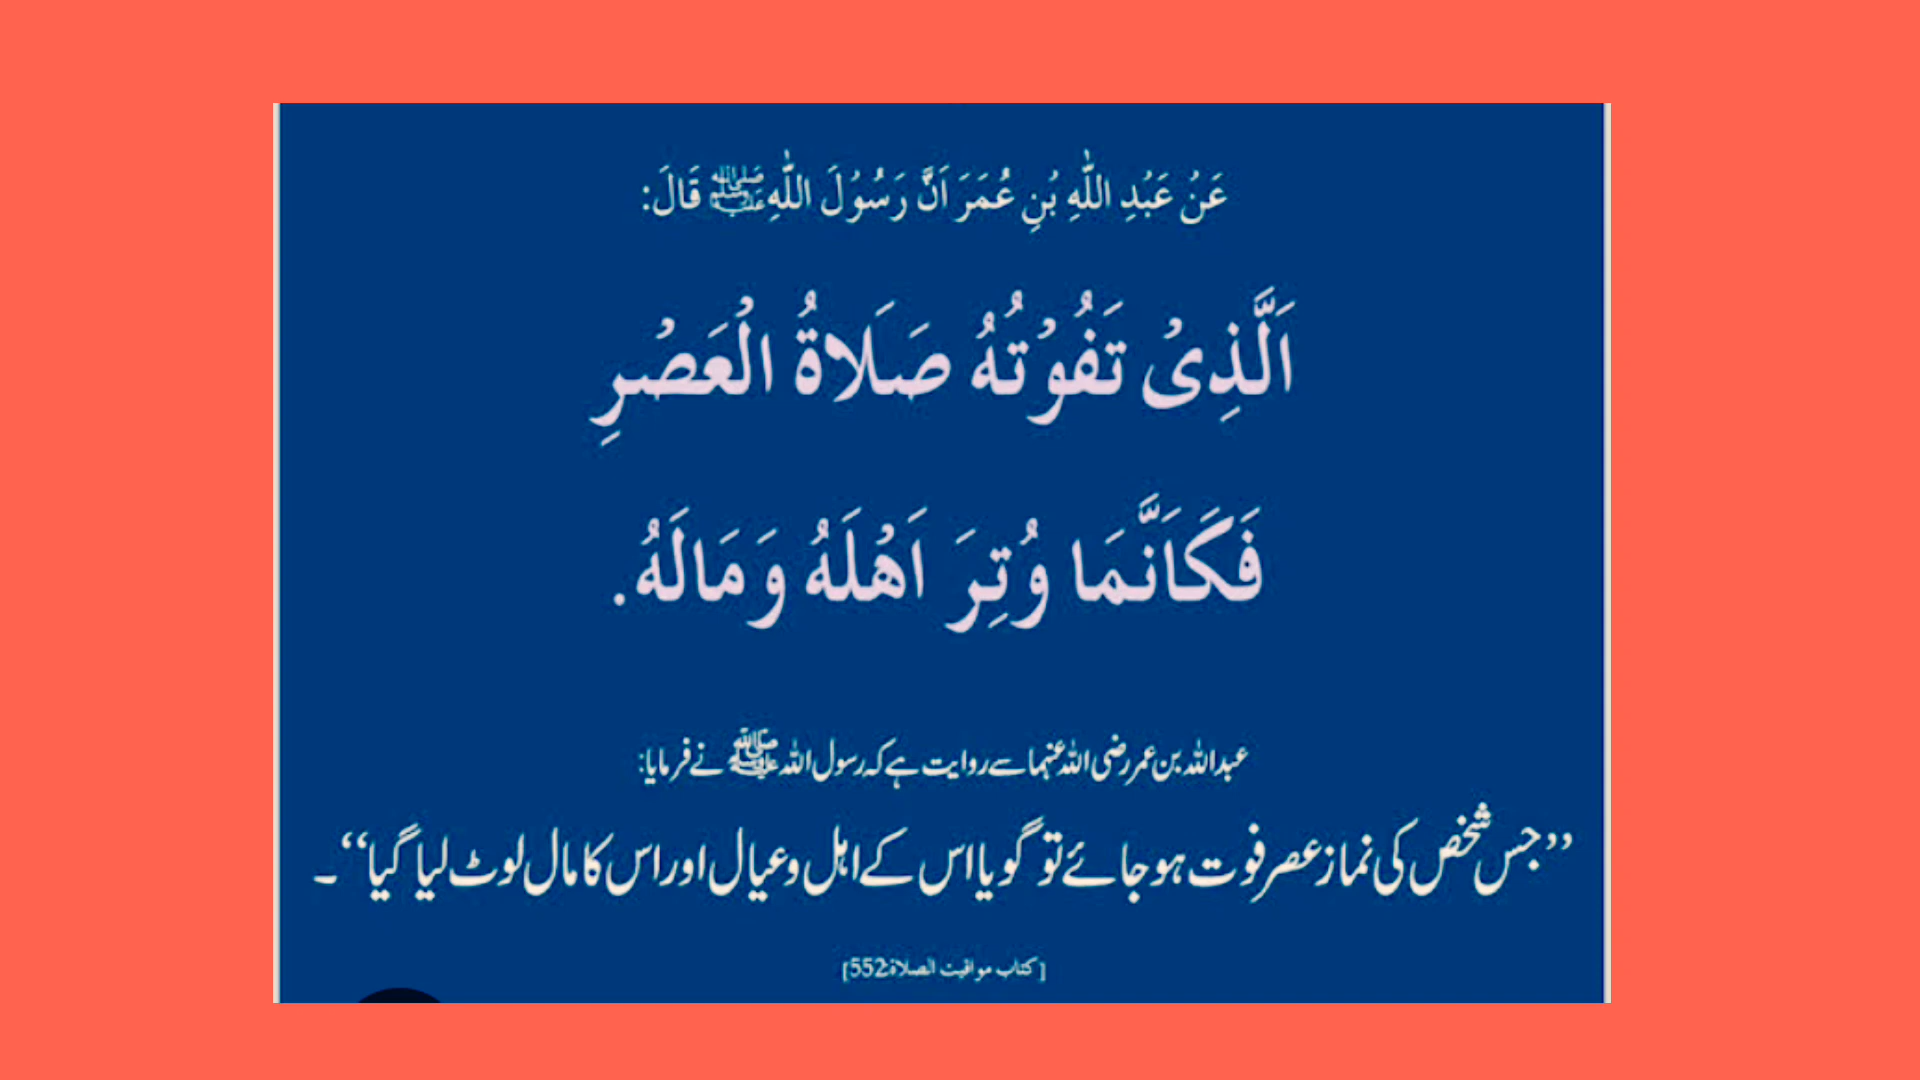 عَنْ عَبْدِ اللّٰهِ بْنِ عُمَرَ اَنَّ رَسُوْلَ اللّٰهِ ﷺ قَالَ:
اَلَّذِیْ تَفُوْتُهُ صَلَاةُ الْعَصْرِ
فَكَاَنَّمَا وُتِرَ اَهْلَهُ وَمَالَهُ.
عبداللہ بن عمر رضی اللہ عنہما سے روایت ہے کہ رسول اللہ ﷺ نے فرمایا:
’’جس شخص کی نماز عصر فوت ہو جائے تو گویا اس کے اہل و عیال اور اس کا مال لوٹ لیا گیا‘‘۔
[کتاب مواقیت الصلاة552]